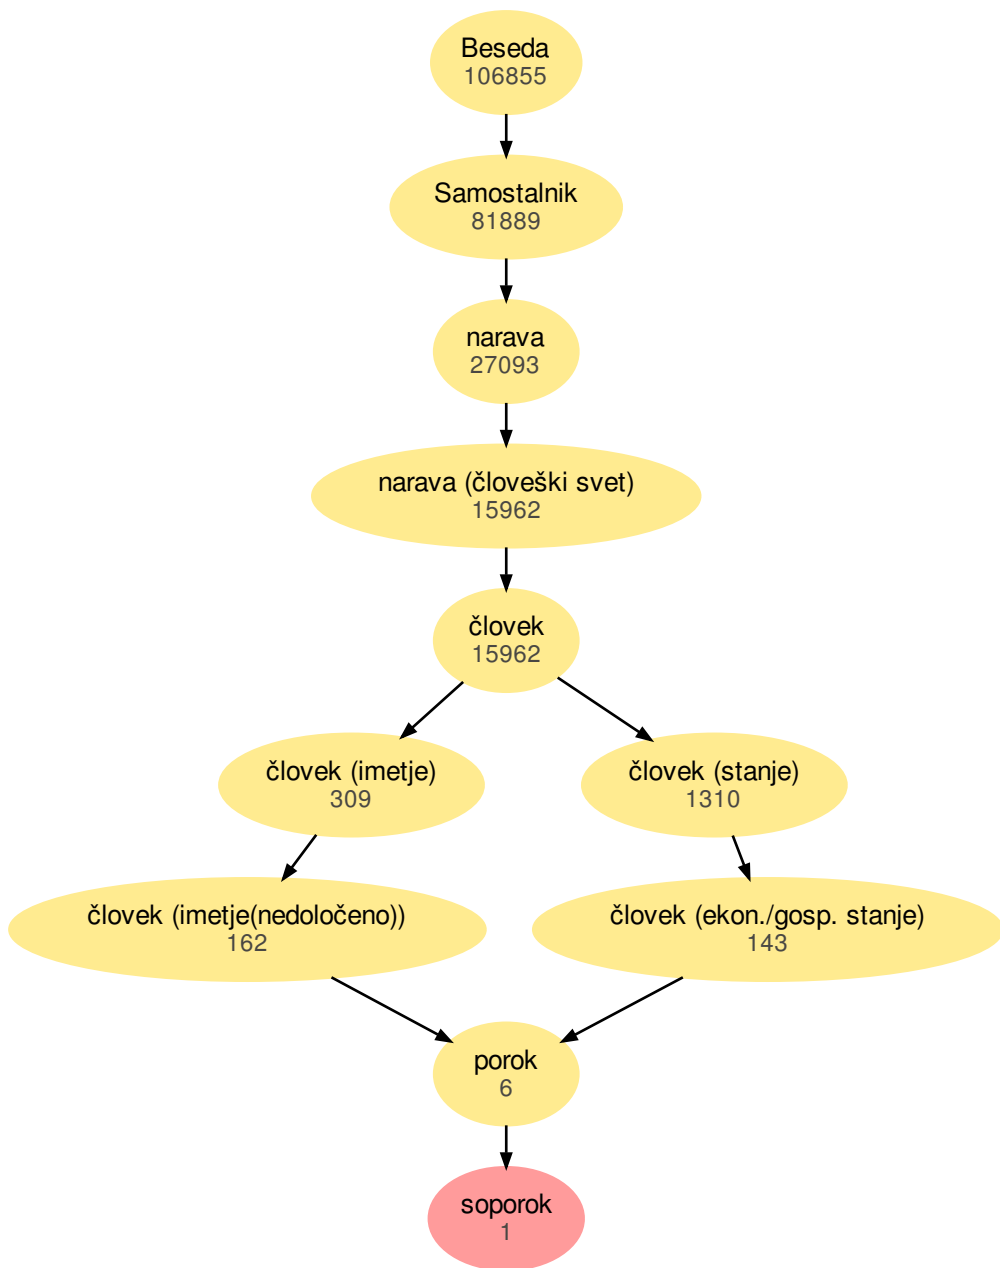 Beseda
106855
Samostalnik
81889
narava
27093
narava (človeški svet)
15962
človek
15962
človek (imetje)
309
človek (stanje)
1310
človek (imetje(nedoločeno))
162
človek (ekon./gosp. stanje)
143
porok
6
soporok
1